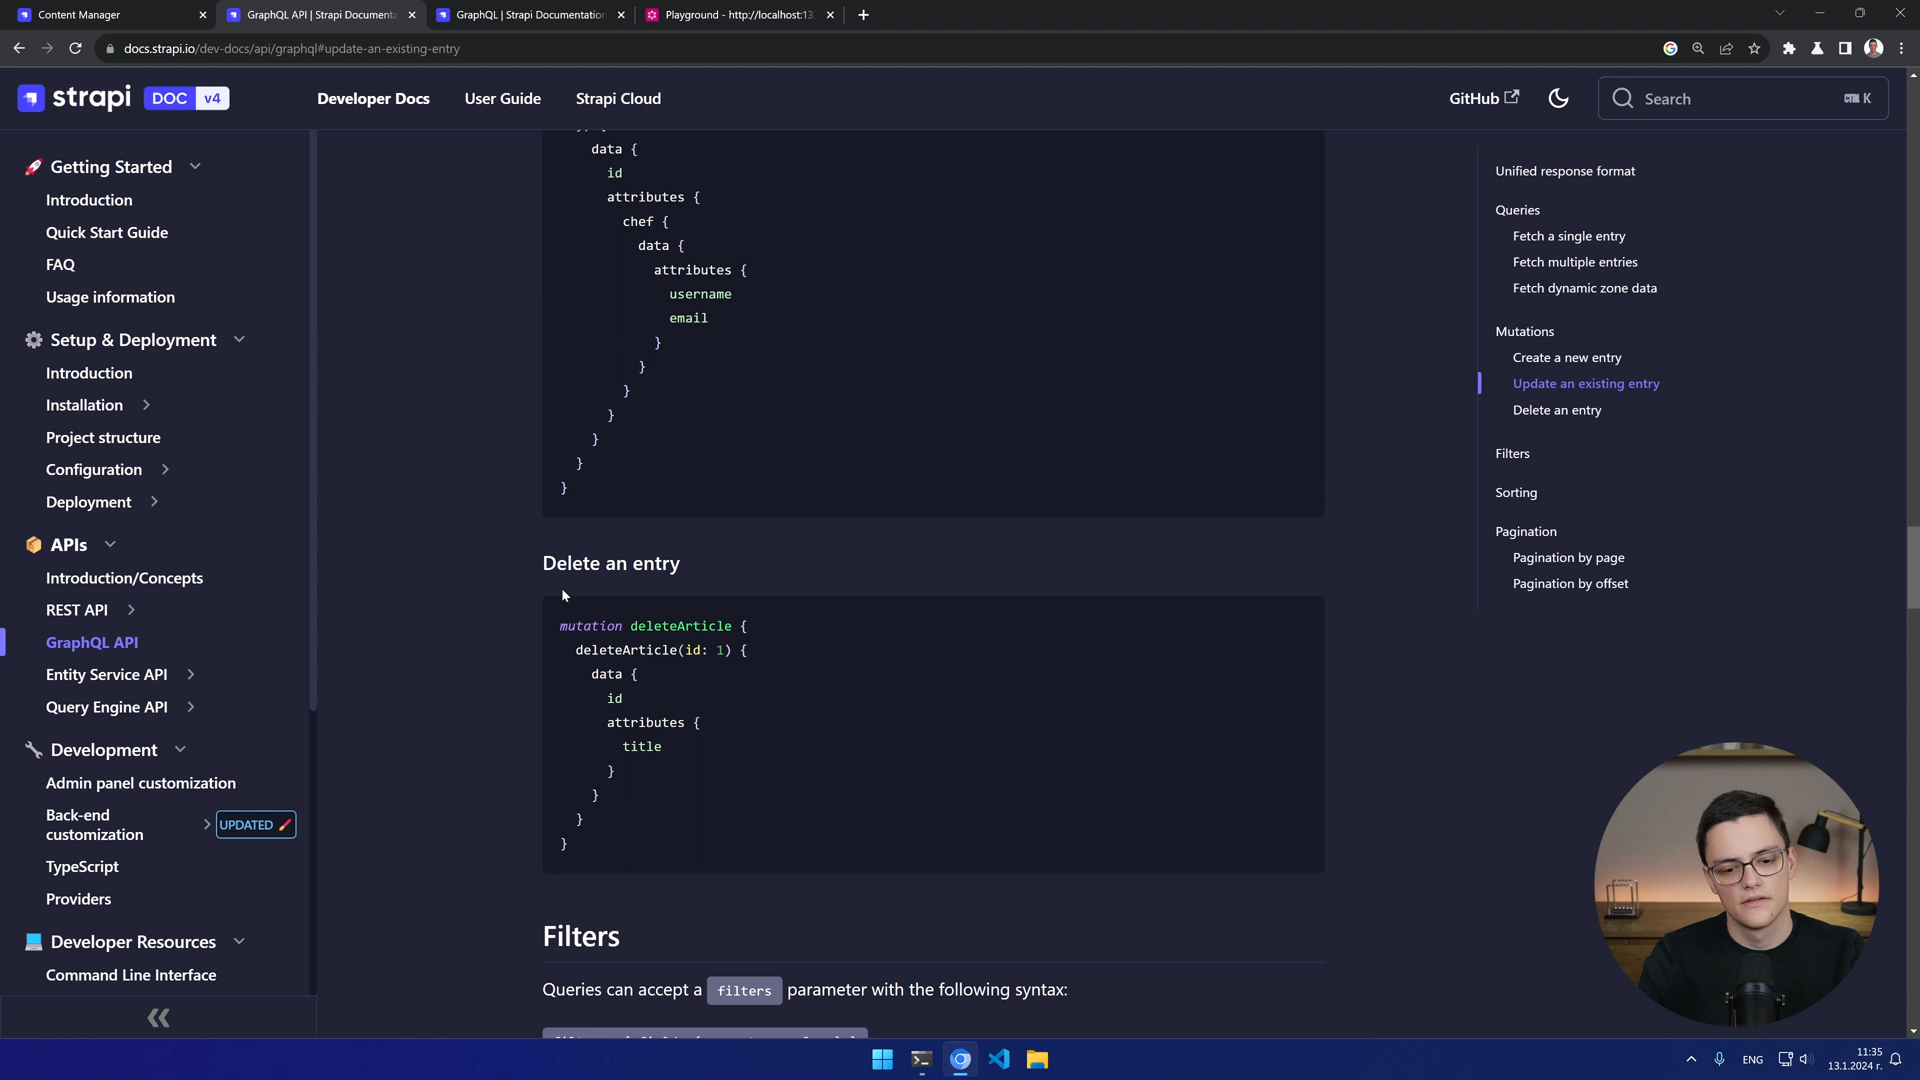 Content Manager
GraphQL API | Strapi Documenta
GraphQL | Strapi Documentation
Playground - http://localhost:13
docs.strapi.io/dev-docs/api/graphql#update-an-existing-entry
strapi
DOC v4
Developer Docs
User Guide
Strapi Cloud
GitHub
Search
CTRL K
🚀 Getting Started
Introduction
Quick Start Guide
FAQ
Usage information
Setup & Deployment
Introduction
Installation
Project structure
Configuration
Deployment
APIs
Introduction/Concepts
REST API
GraphQL API
Entity Service API
Query Engine API
Development
Admin panel customization
Back-end customization
UPDATED
TypeScript
Providers
Developer Resources
Command Line Interface
data {
id
attributes {
chef {
data {
attributes {
username
email
}
}
}
}
}
}
}
Delete an entry
mutation deleteArticle {
deleteArticle(id: 1) {
data {
id
attributes {
title
}
}
}
}
Filters
Queries can accept a filters parameter with the following syntax:
Unified response format
Queries
Fetch a single entry
Fetch multiple entries
Fetch dynamic zone data
Mutations
Create a new entry
Update an existing entry
Delete an entry
Filters
Sorting
Pagination
Pagination by page
Pagination by offset
ENG
11:35
13.1.2024 г.